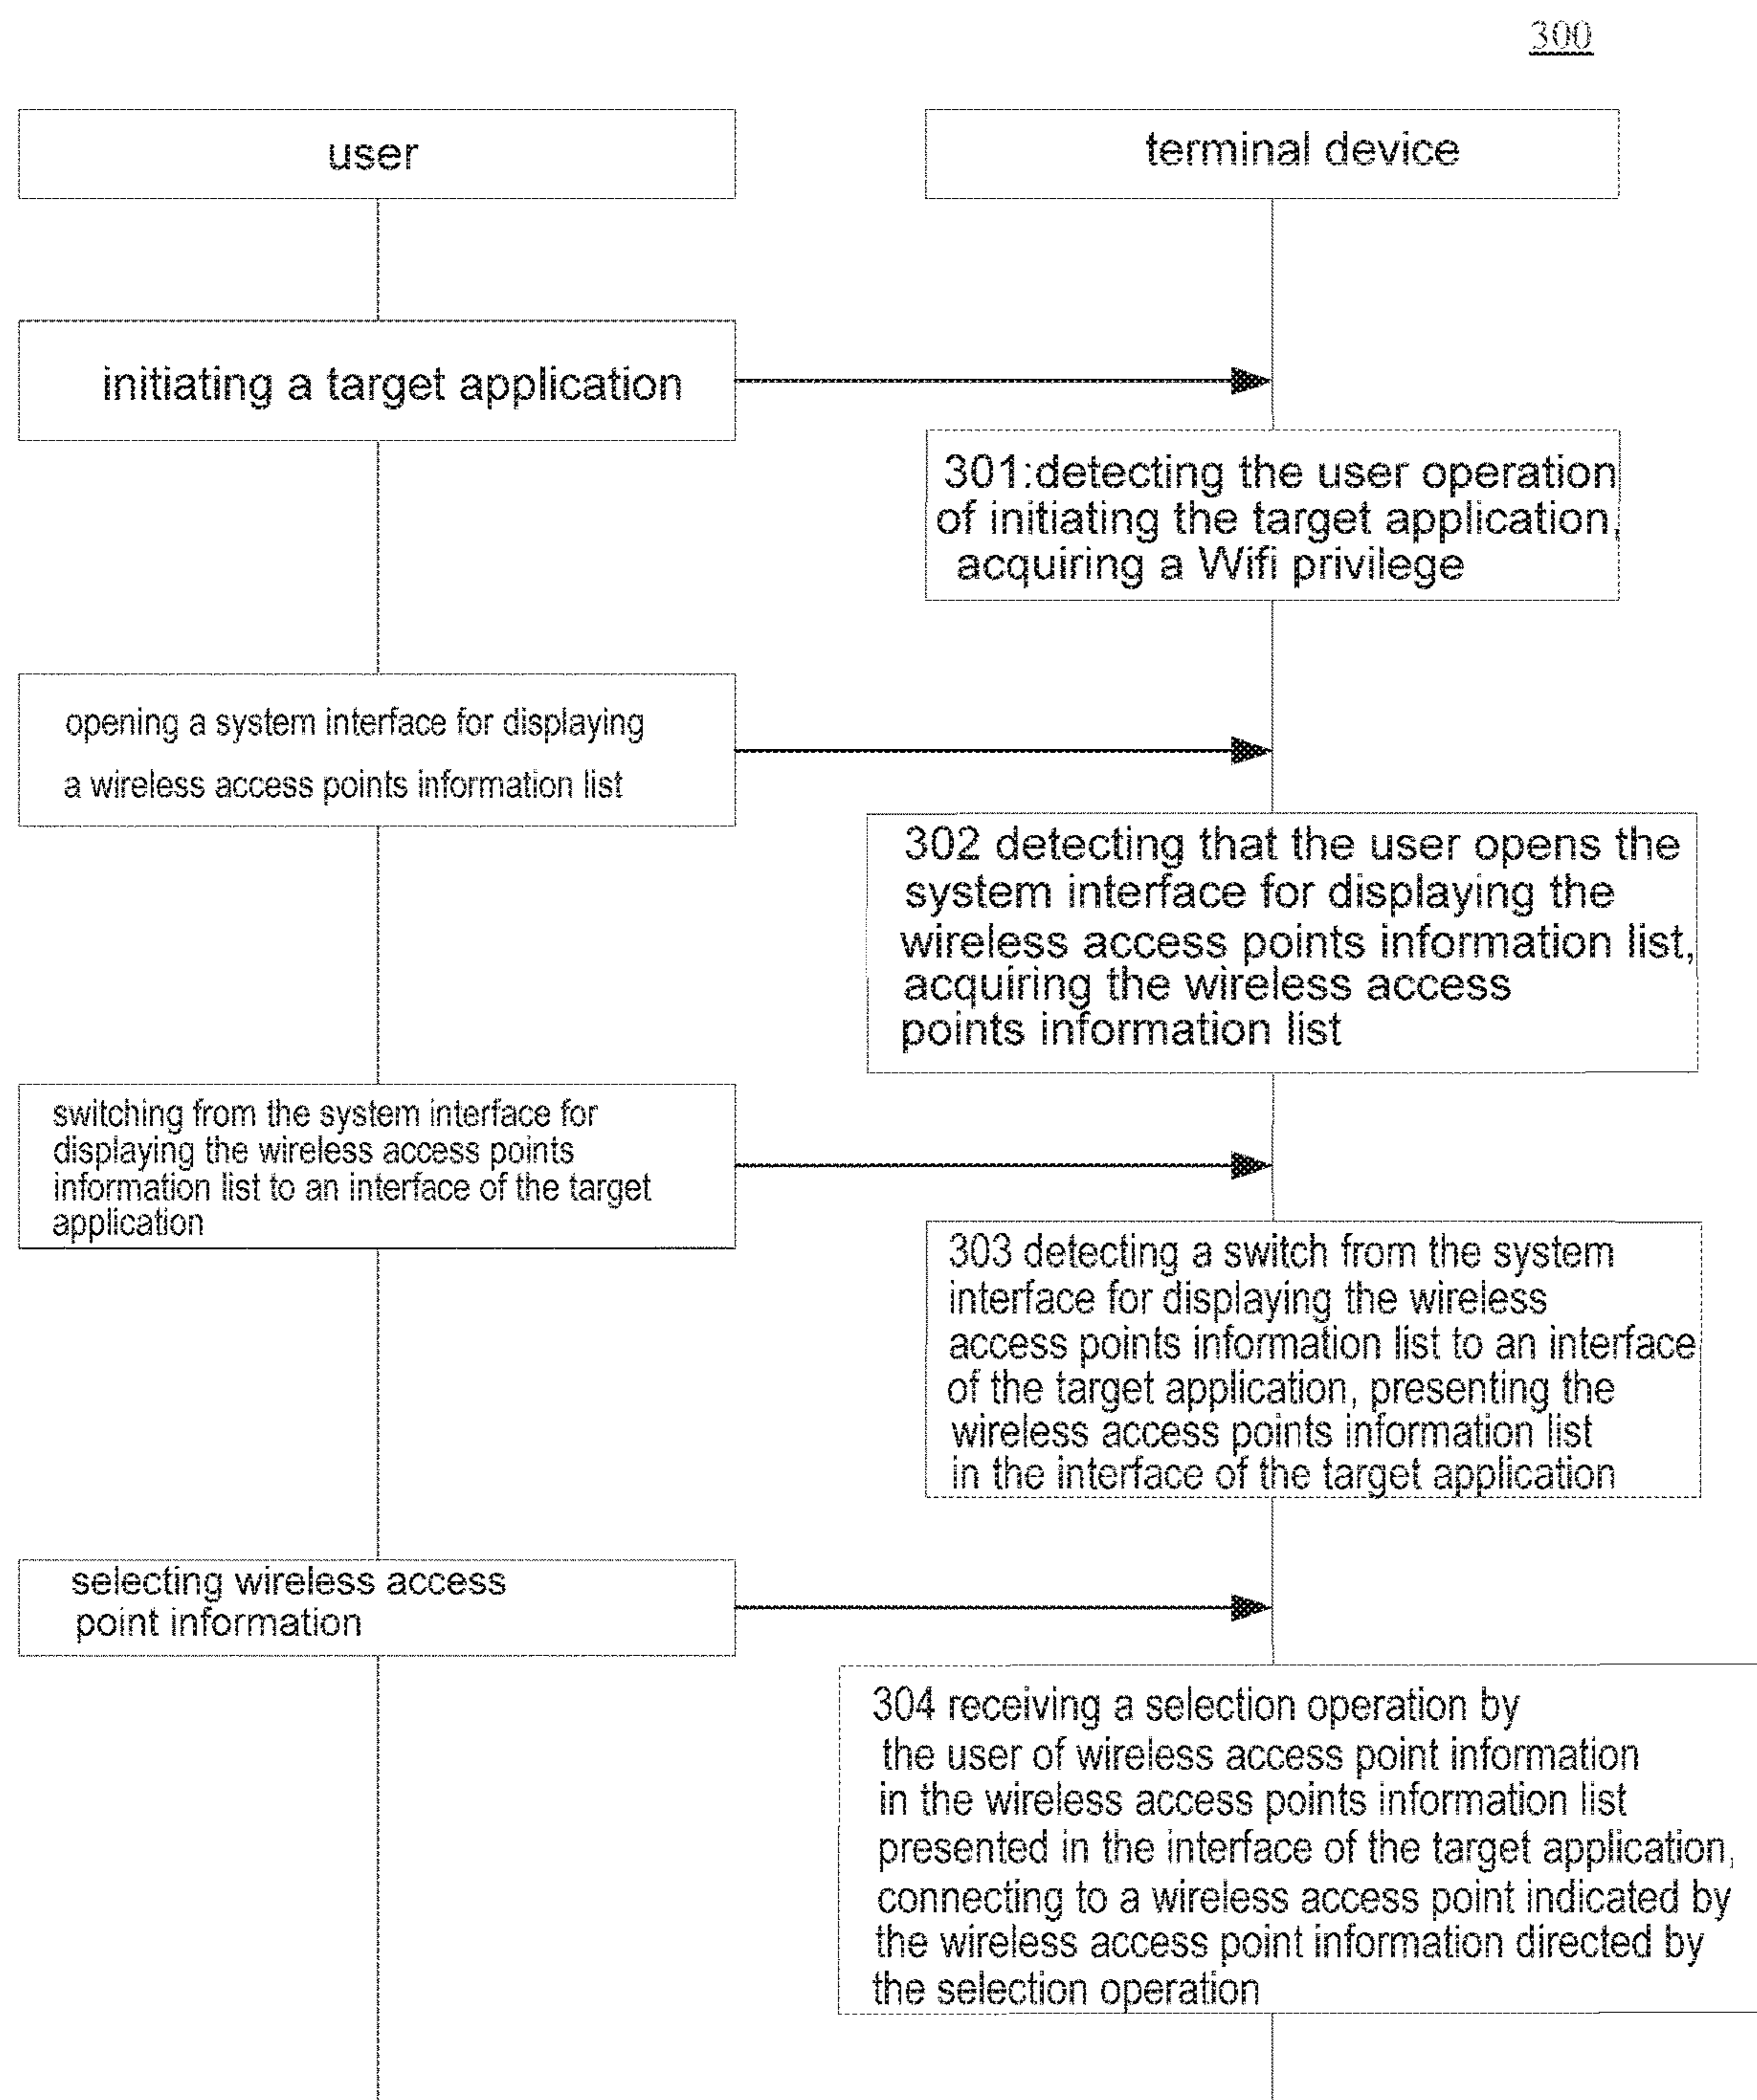 300
user
terminal device
initiating a target application
301:detecting the user operation
of initiating the target application,
acquiring a Wifi privilege
opening a system interface for displaying
a wireless access points information list
302 detecting that the user opens the
system interface for displaying the
wireless access points information list,
acquiring the wireless access
points information list
switching from the system interface for
displaying the wireless access points
information list to an interface of the target
application
303 detecting a switch from the system
interface for displaying the wireless
access points information list to an interface
of the target application, presenting the
wireless access points information list
in the interface of the target application
selecting wireless access
point information
304 receiving a selection operation by
the user of wireless access point information
in the wireless access points information list
presented in the interface of the target application,
connecting to a wireless access point indicated by
the wireless access point information directed by
the selection operation